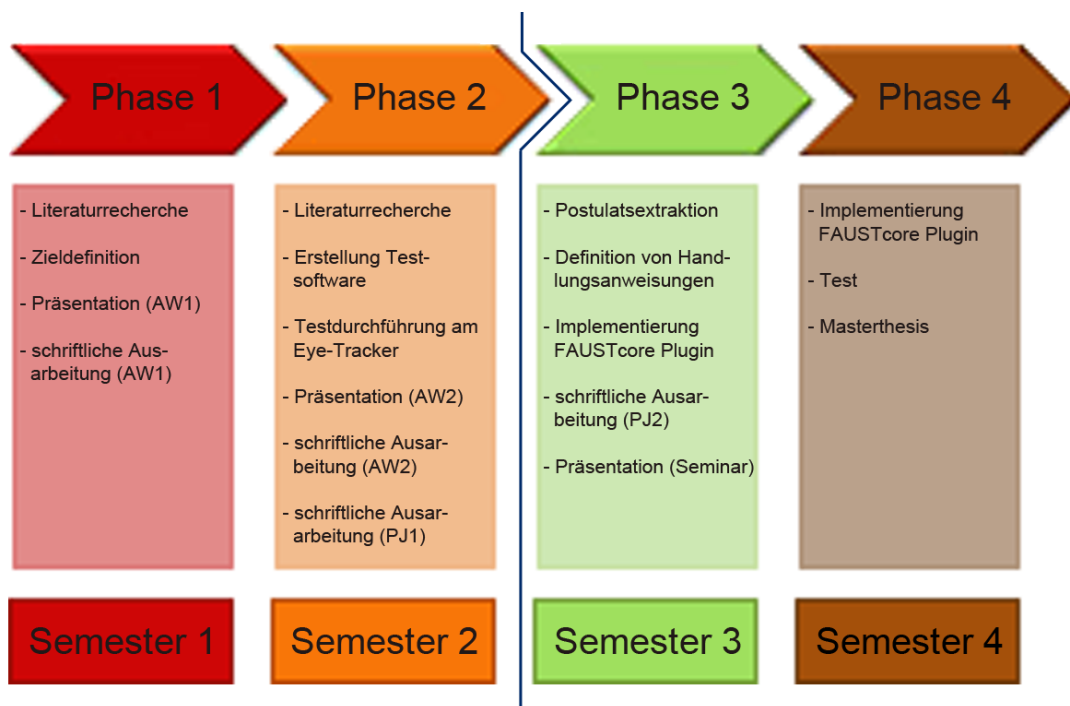 Phase 1
Phase 2
Phase 3
Phase 4
- Literaturrecherche
- Zieldefinition
- Präsentation (AW1)
- schriftliche Aus-
arbeitung (AW1)
- Literaturrecherche
- Erstellung Test-
software
- Testdurchführung am
Eye-Tracker
- Präsentation (AW2)
- schriftliche Ausar-
beitung (AW2)
- schriftliche Ausar-
arbeitung (PJ1)
- Postulatsextraktion
- Definition von Hand-
lungsanweisungen
- Implementierung
FAUSTcore Plugin
- schriftliche Ausar-
beitung (PJ2)
- Präsentation (Seminar)
- Implementierung
FAUSTcore Plugin
- Test
- Masterthesis
Semester 1
Semester 2
Semester 3
Semester 4